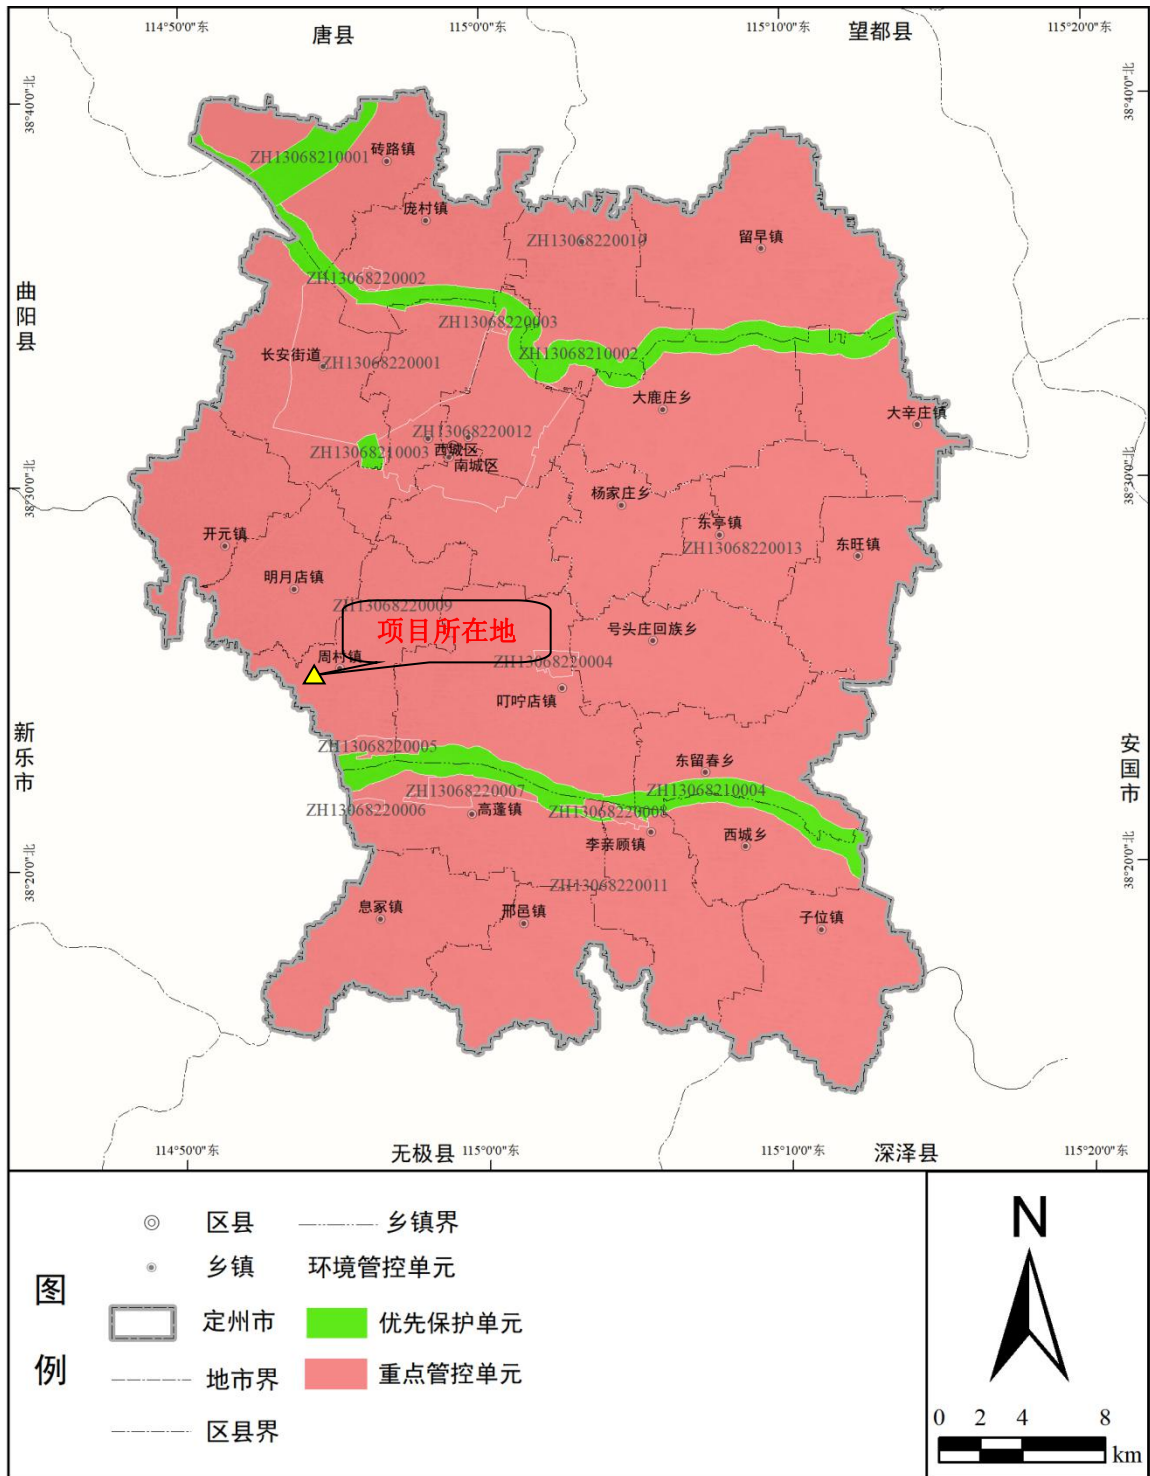 114°50'0"东
115°0'0"东
115°10'0"东
115°20'0"东
唐县
望都县
38°40'0"北
38°40'0"北
ZH13068210001
砖路镇
庞村镇
ZH13068220010
留早镇
ZH13068220002
曲阳县
ZH13068220003
长安街道
ZH13068220001
ZH13068210002
大鹿庄乡
大辛庄镇
ZH13068220012
ZH13068210003
西城区
南城区
38°30'0"北
38°30'0"北
杨家庄乡
开元镇
东亭镇
ZH13068220013
东旺镇
明月店镇
ZH13068220009
项目所在地
号头庄回族乡
周村镇
ZH13068220004
叮咛店镇
新乐市
安国市
ZH13068220005
东留春乡
ZH13068220007
ZH13068210004
ZH13068220006
高蓬镇
ZH13068220008
李亲顾镇
西城乡
38°20'0"北
38°20'0"北
ZH13068220011
息冢镇
邢邑镇
子位镇
114°50'0"东
115°0'0"东
115°10'0"东
115°20'0"东
无极县
深泽县
图例
区县
乡镇界
乡镇
环境管控单元
定州市
优先保护单元
地市界
重点管控单元
区县界
N
0 2 4 8
km